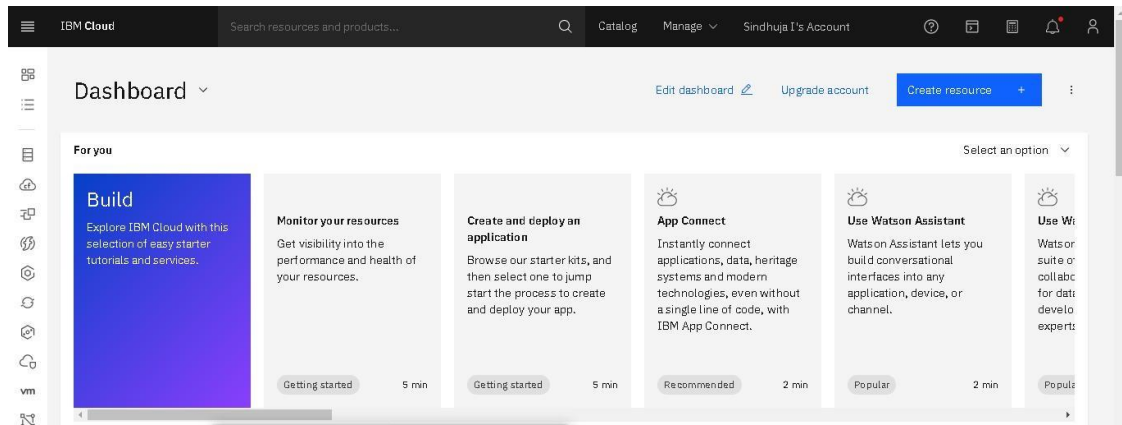 IBM Cloud
Search resources and products...
Catalog
Manage
Sindhuja I's Account
Dashboard
Edit dashboard
Upgrade account
Create resource +
For you
Select an option
Build
Explore IBM Cloud with this
selection of easy starter
tutorials and services.
Monitor your resources
Get visibility into the
performance and health of
your resources.
Getting started
5 min
Create and deploy an
application
Browse our starter kits, and
then select one to jump
start the process to create
and deploy your app.
Getting started
5 min
App Connect
Instantly connect
applications, data, heritage
systems and modern
technologies, even without
a single line of code, with
IBM App Connect.
Recommended
2 min
Use Watson Assistant
Watson Assistant lets you
build conversational
interfaces into any
application, device, or
channel.
Popular
2 min
Use
suite
for
vm